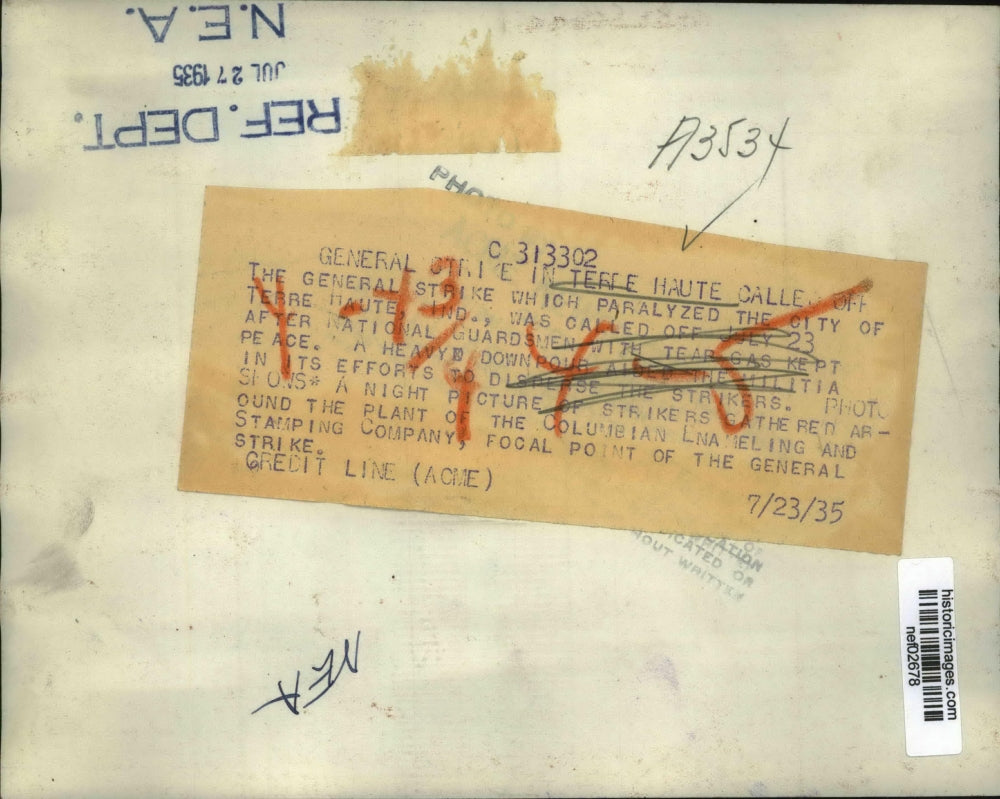 N.E.A.
JUL 27 1935
REF. DEPT.
A3534
C 313302
GENERAL STRIKE IN TERRE HAUTE CALLED OFF
THE GENERAL STRIKE WHICH PARALYZED THE CITY OF
TERRE HAUTE, IND., WAS CALLED OFF JULY 23
AFTER NATIONAL GUARDSMEN WITH TEAR GAS KEPT
PEACE. A HEAVY DOWNPOUR AIDED THE MILITIA
IN ITS EFFORTS TO DISPERSE THE STRIKERS. PHOTO
SHOWS* A NIGHT PICTURE OF STRIKERS GATHERED AR-
OUND THE PLANT OF THE COLUMBIAN ENAMELING AND
STAMPING COMPANY, FOCAL POINT OF THE GENERAL
STRIKE.
CREDIT LINE (ACME)
7/23/35
OUT WRITTEN
NEA
historicimages.com
nef02678